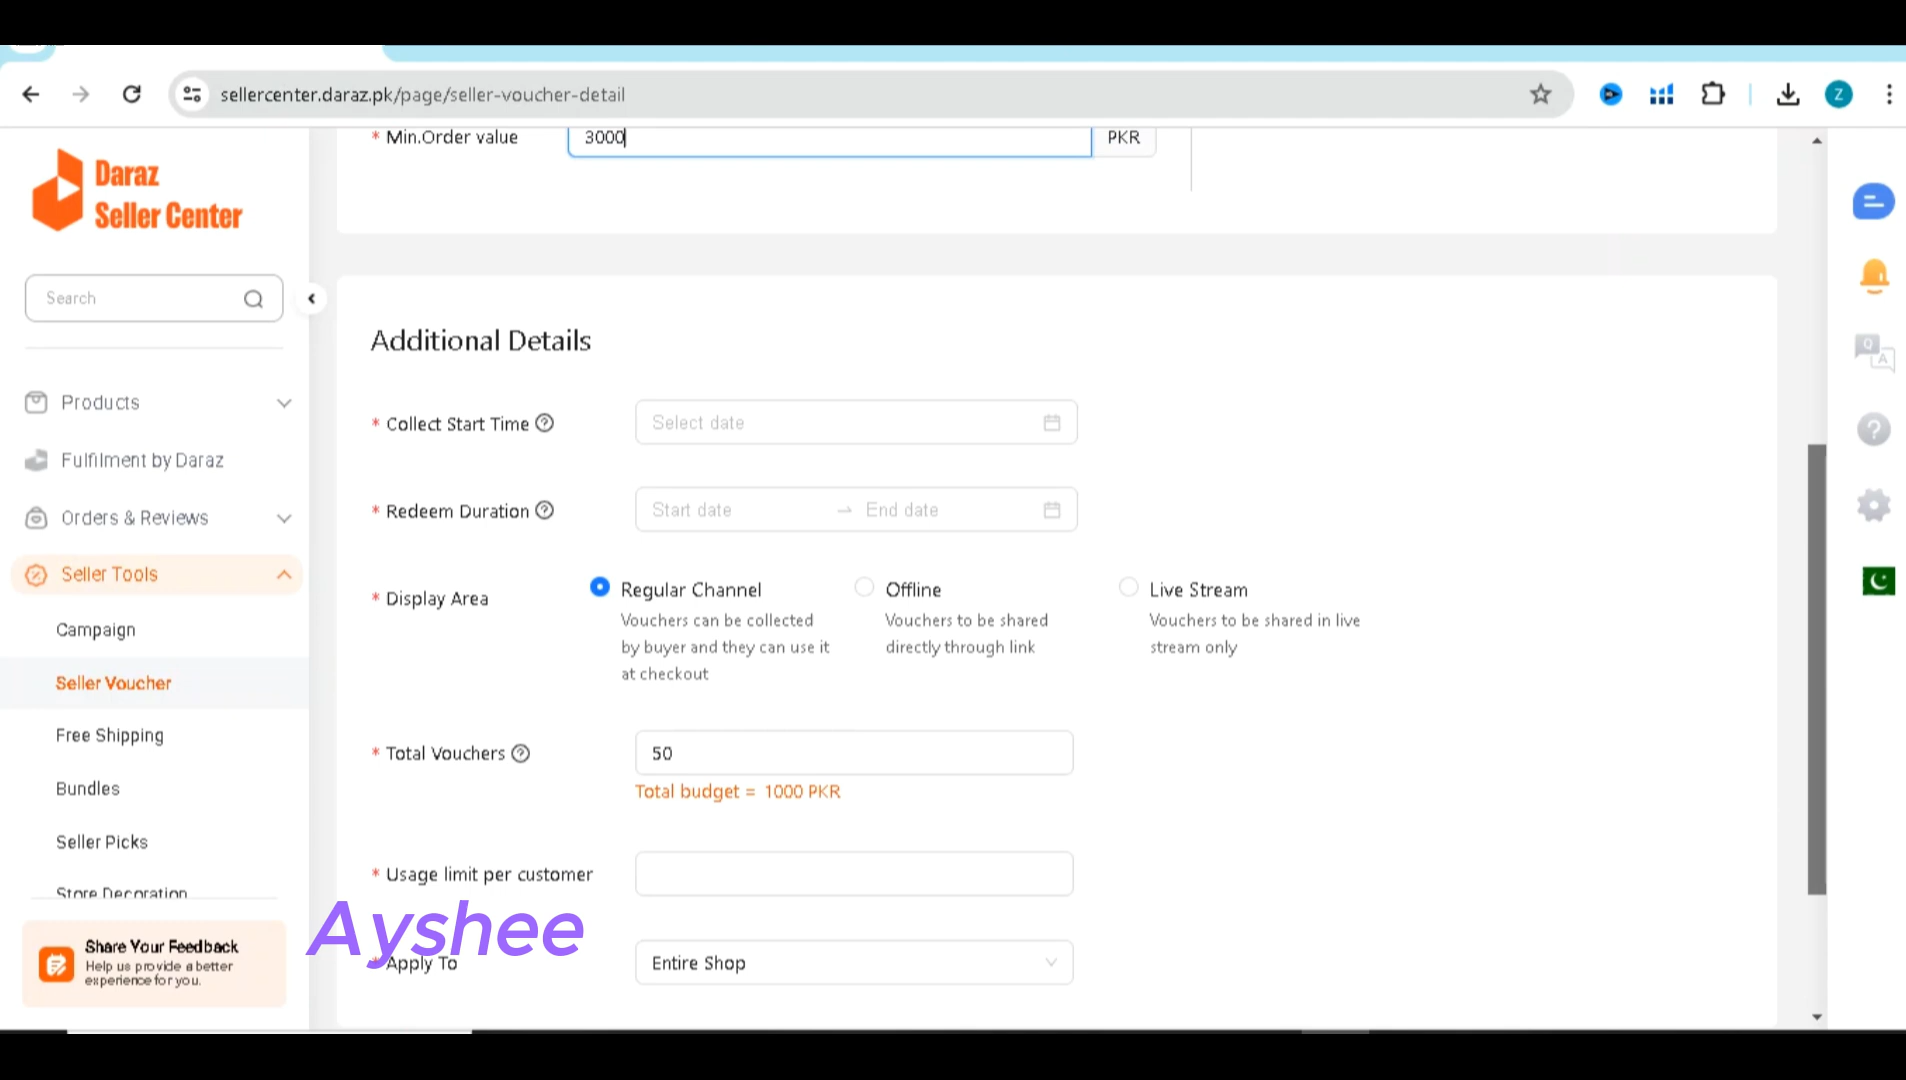 sellercenter.daraz.pk/page/seller-voucher-detail
Z
Daraz
Seller Center
Search
Products
Fulfilment by Daraz
Orders & Reviews
Seller Tools
Campaign
Seller Voucher
Free Shipping
Bundles
Seller Picks
Store Decoration
Share Your Feedback
Help us provide a better
experience for you.
* Min.Order value 3000 PKR
Additional Details
* Collect Start Time Select date
* Redeem Duration Start date → End date
* Display Area
Regular Channel
Vouchers can be collected
by buyer and they can use it
at checkout
Offline
Vouchers to be shared
directly through link
Live Stream
Vouchers to be shared in live
stream only
* Total Vouchers 50
Total budget = 1000 PKR
* Usage limit per customer
* Apply To Entire Shop
Ayshee
Q
A